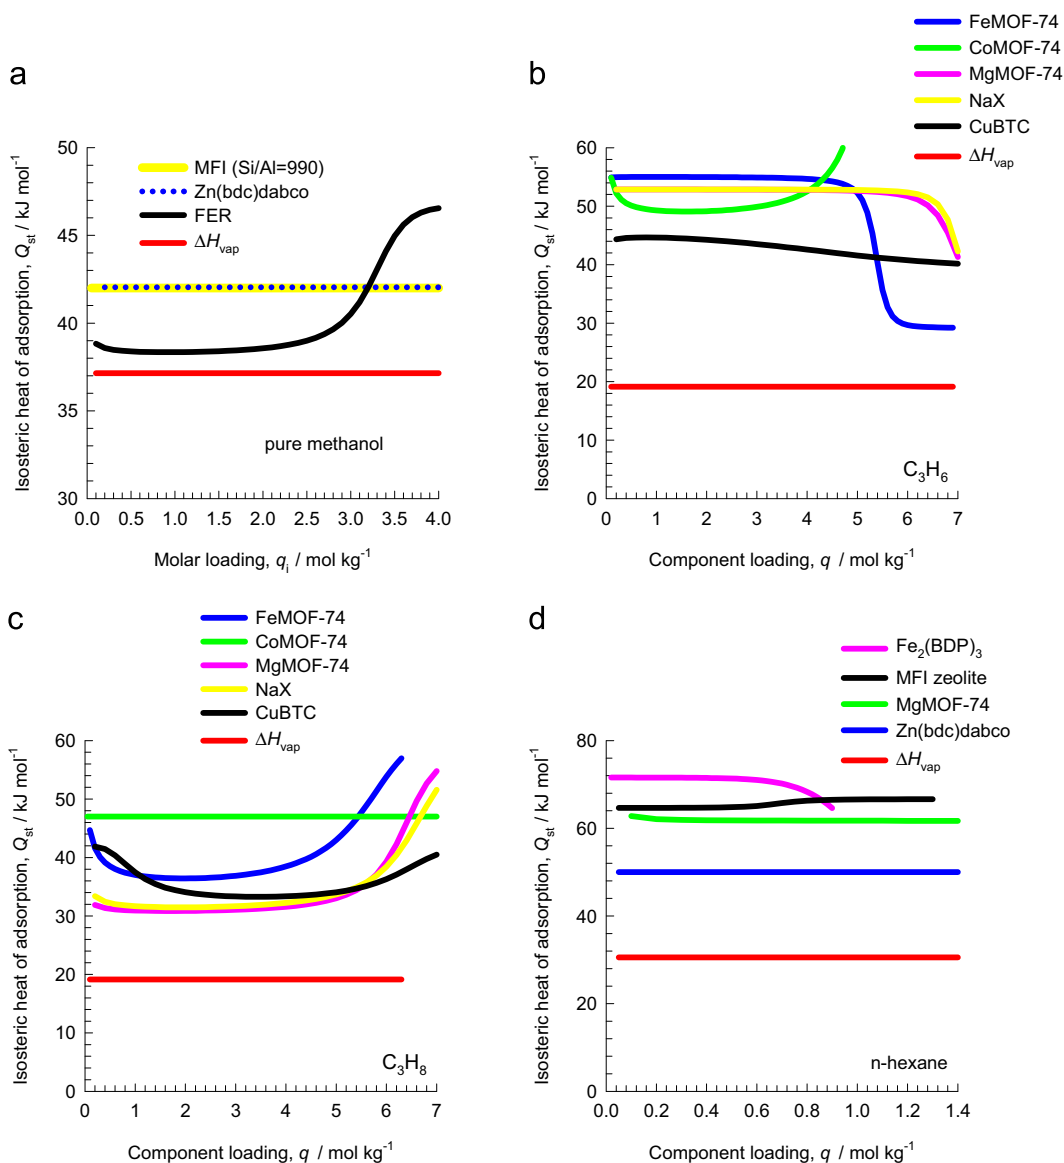 a
50
45
40
35
30
Isosteric heat of adsorption, Qst / kJ mol-1
MFI (Si/Al=990)
Zn(bdc)dabco
FER
ΔHvap
pure methanol
0.0 0.5 1.0 1.5 2.0 2.5 3.0 3.5 4.0
Molar loading, qi / mol kg-1
b
FeMOF-74
CoMOF-74
MgMOF-74
NaX
CuBTC
ΔHvap
60
50
40
30
20
10
0
Isosteric heat of adsorption, Qst / kJ mol-1
C3H6
0 1 2 3 4 5 6 7
Component loading, q / mol kg-1
c
FeMOF-74
CoMOF-74
MgMOF-74
NaX
CuBTC
ΔHvap
60
50
40
30
20
10
0
Isosteric heat of adsorption, Qst / kJ mol-1
C3H8
0 1 2 3 4 5 6 7
Component loading, q / mol kg-1
d
Fe2(BDP)3
MFI zeolite
MgMOF-74
Zn(bdc)dabco
ΔHvap
80
60
40
20
0
Isosteric heat of adsorption, Qst / kJ mol-1
n-hexane
0.0 0.2 0.4 0.6 0.8 1.0 1.2 1.4
Component loading, q / mol kg-1